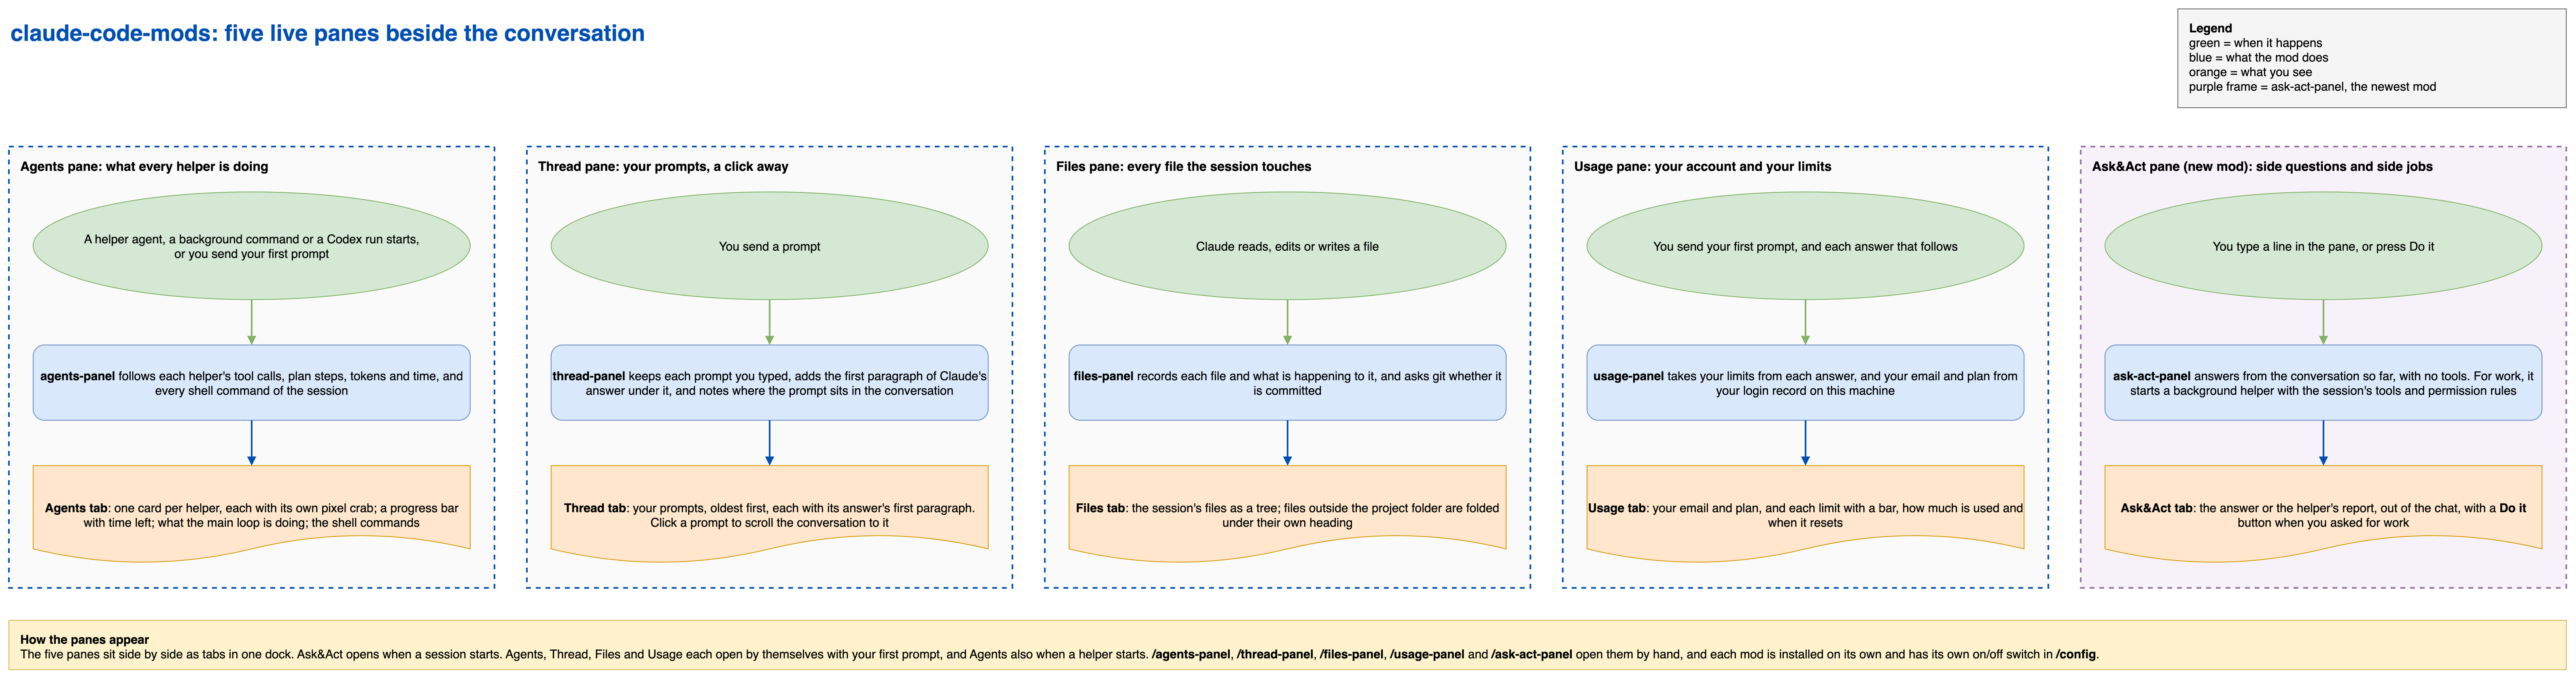 claude-code-mods: five live panes beside the conversation
Legend
green = when it happens
blue = what the mod does
orange = what you see
purple frame = ask-act-panel, the newest mod
Agents pane: what every helper is doing
A helper agent, a background command or a Codex run starts,
or you send your first prompt
agents-panel follows each helper's tool calls, plan steps, tokens and time, and
every shell command of the session
Agents tab: one card per helper, each with its own pixel crab; a progress bar
with time left; what the main loop is doing; the shell commands
Thread pane: your prompts, a click away
You send a prompt
thread-panel keeps each prompt you typed, adds the first paragraph of Claude's
answer under it, and notes where the prompt sits in the conversation
Thread tab: your prompts, oldest first, each with its answer's first paragraph.
Click a prompt to scroll the conversation to it
Files pane: every file the session touches
Claude reads, edits or writes a file
files-panel records each file and what is happening to it, and asks git whether it
is committed
Files tab: the session's files as a tree; files outside the project folder are folded
under their own heading
Usage pane: your account and your limits
You send your first prompt, and each answer that follows
usage-panel takes your limits from each answer, and your email and plan from
your login record on this machine
Usage tab: your email and plan, and each limit with a bar, how much is used and
when it resets
Ask&Act pane (new mod): side questions and side jobs
You type a line in the pane, or press Do it
ask-act-panel answers from the conversation so far, with no tools. For work, it
starts a background helper with the session's tools and permission rules
Ask&Act tab: the answer or the helper's report, out of the chat, with a Do it
button when you asked for work
How the panes appear
The five panes sit side by side as tabs in one dock. Ask&Act opens when a session starts. Agents, Thread, Files and Usage each open by themselves with your first prompt, and Agents also when a helper starts. /agents-panel, /thread-panel, /files-panel, /usage-panel and /ask-act-panel open them by hand, and each mod is installed on its own and has its own on/off switch in /config.